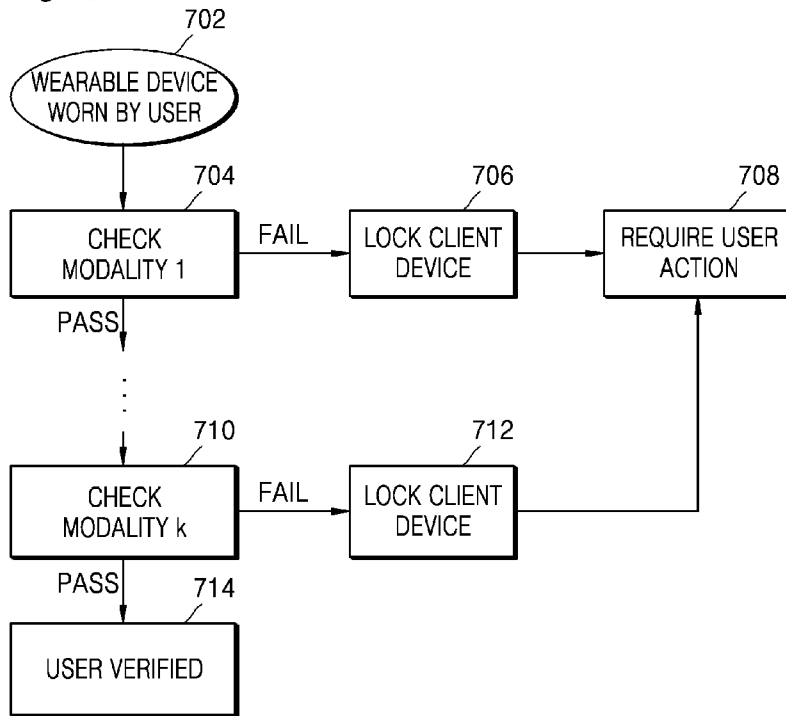 702
WEARABLE DEVICE
WORN BY USER
704
706
708
CHECK
MODALITY 1
FAIL
LOCK CLIENT
DEVICE
REQUIRE USER
ACTION
PASS
710
712
CHECK
MODALITY k
FAIL
LOCK CLIENT
DEVICE
PASS
714
USER VERIFIED